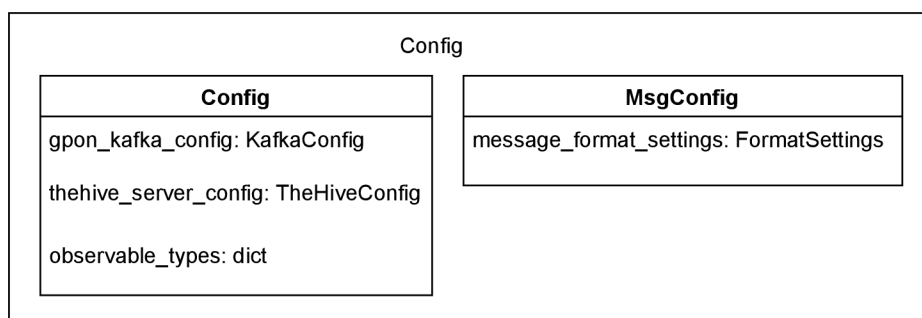 Config
Config
gpon_kafka_config: KafkaConfig
thehive_server_config: TheHiveConfig
observable_types: dict
MsgConfig
message_format_settings: FormatSettings